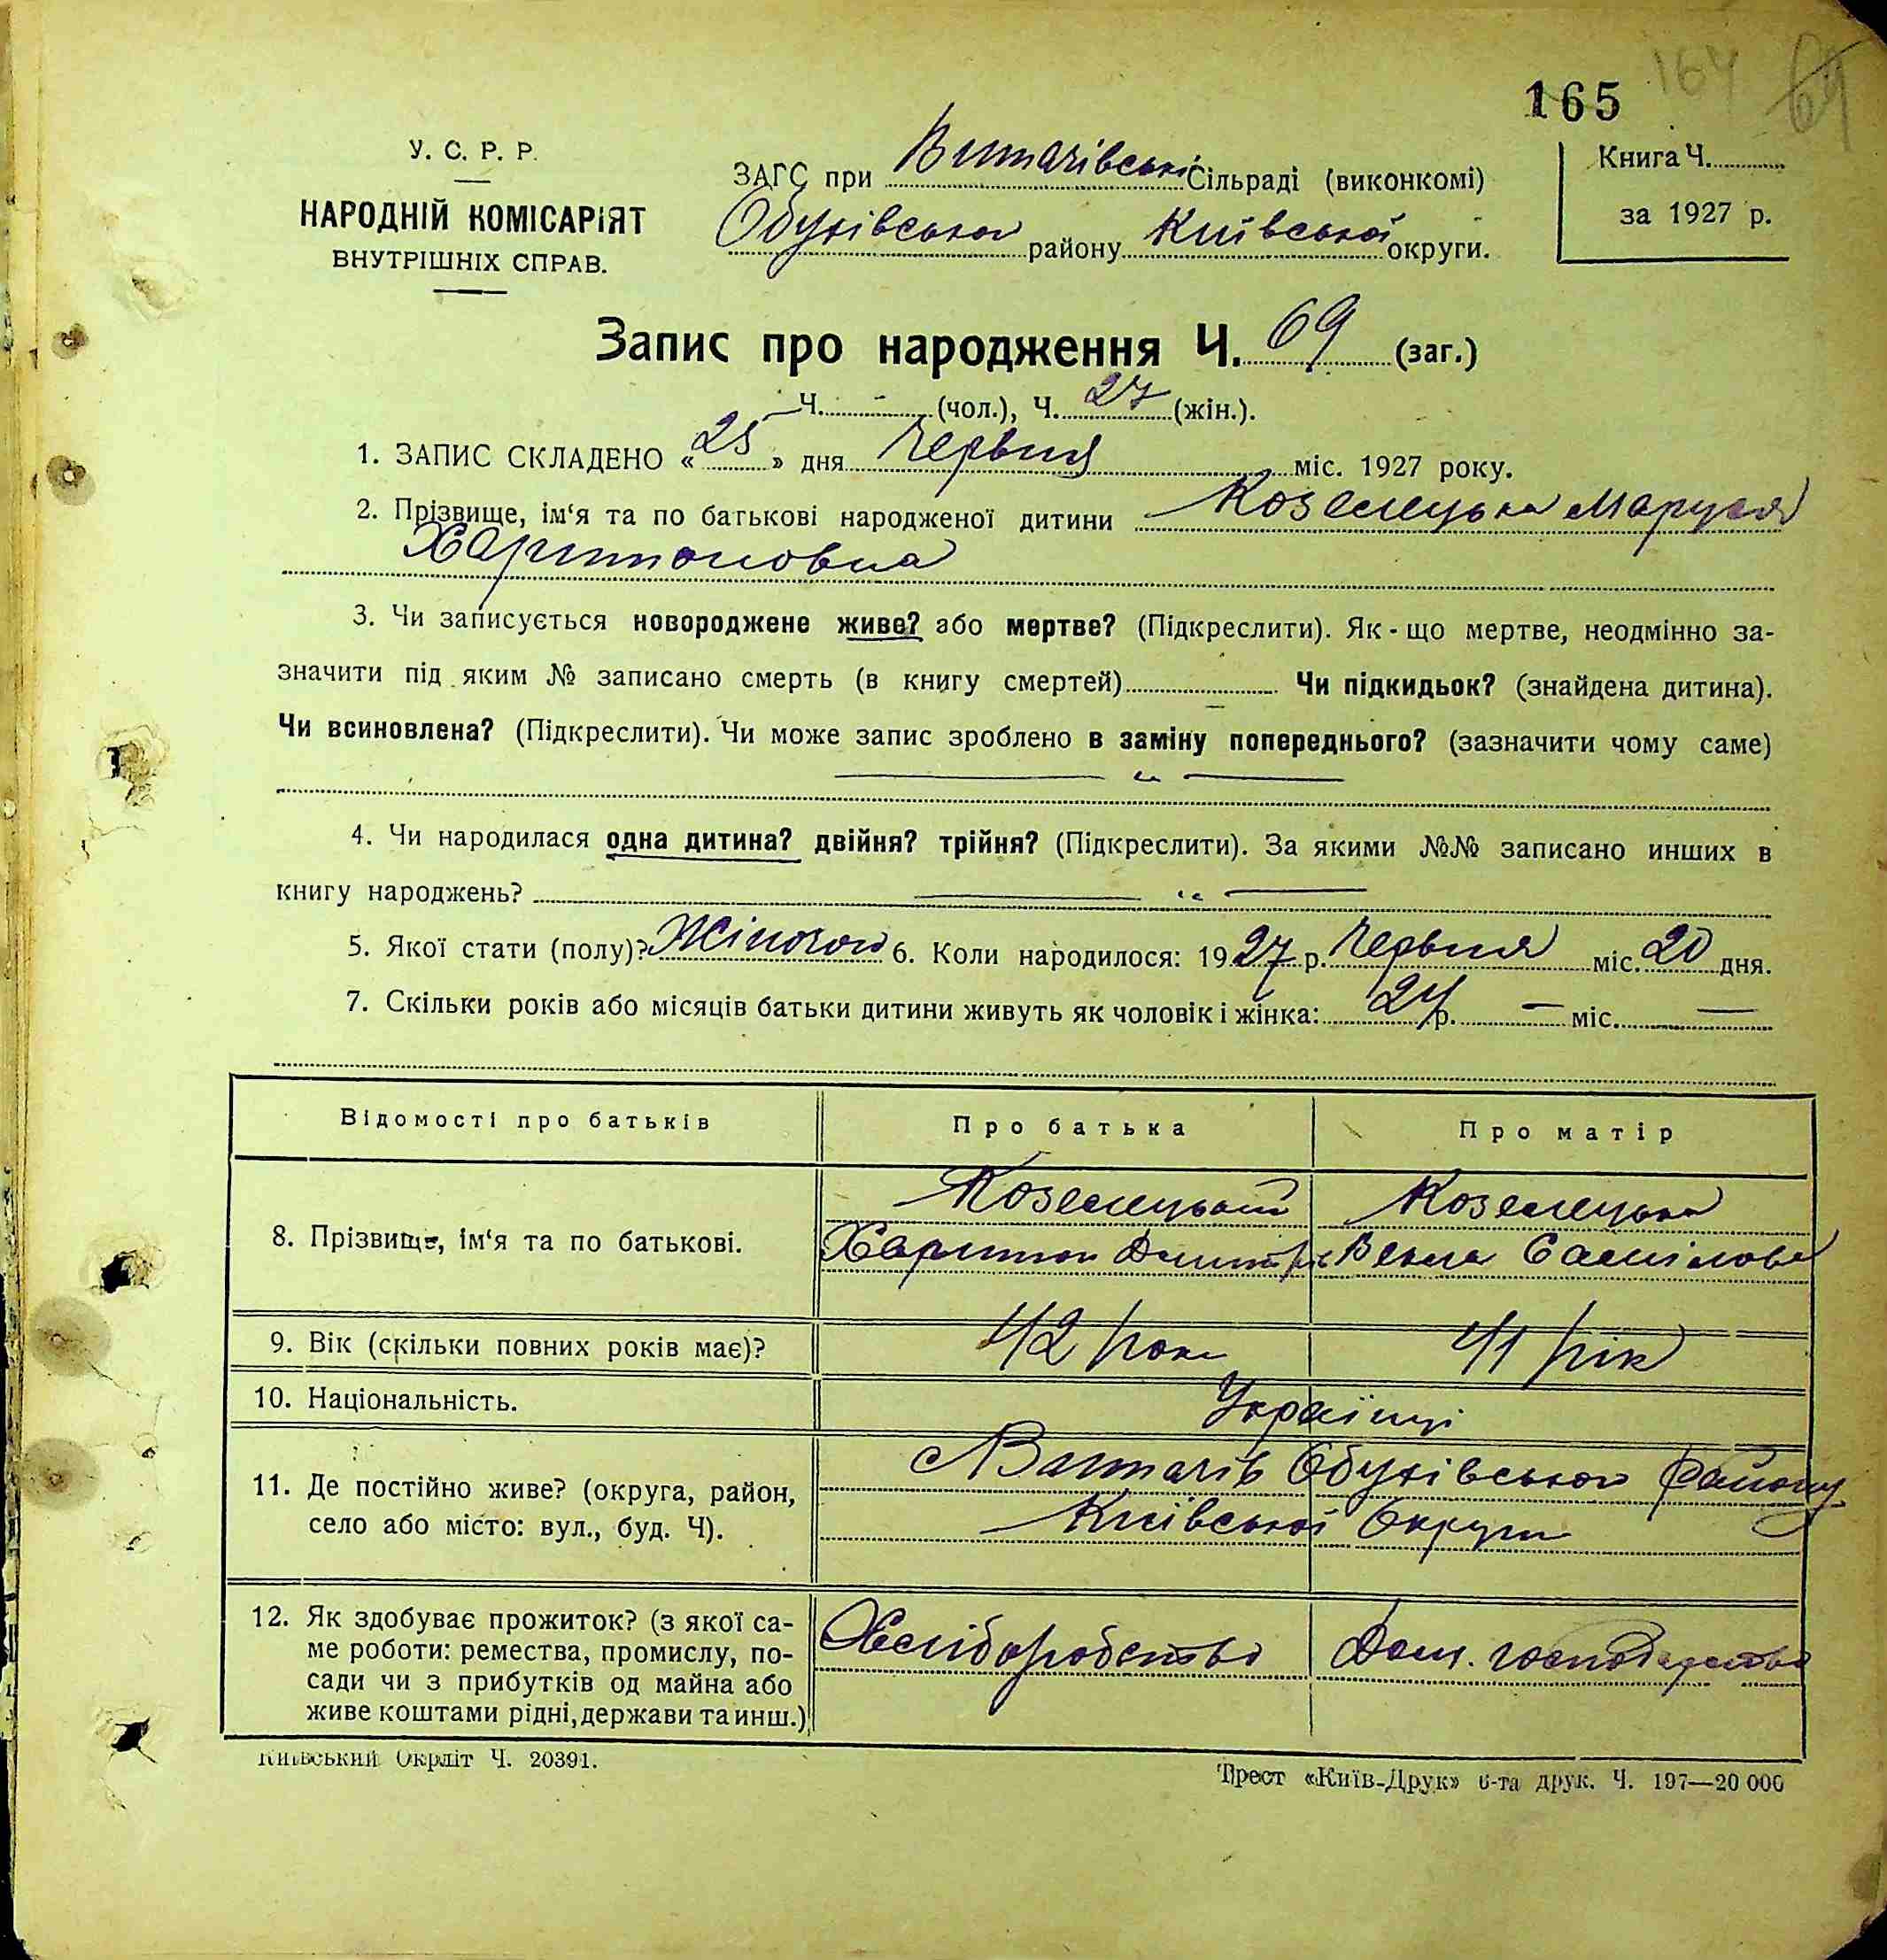 165 164 69
У. С. Р. Р.
НАРОДНІЙ КОМІСАРІЯТ
ВНУТРІШНІХ СПРАВ.
ЗАГС при Витачівські Сільраді (виконкомі)
Обухівського району Київської округи.
Книга Ч.
за 1927 р.
Запис про народження Ч. 69 (заг.)
Ч. - (чол.), Ч. 27 (жін.).
1. ЗАПИС СКЛАДЕНО «25» дня Червня міс. 1927 року.
2. Прізвище, ім‘я та по батькові народженої дитини Козелецька Маруся
Харитоновна
3. Чи записується новороджене живе? або мертве? (Підкреслити). Як-що мертве, неодмінно за-
значити під яким № записано смерть (в книгу смертей) Чи підкидьок? (знайдена дитина).
Чи всиновлена? (Підкреслити). Чи може запис зроблено в заміну попереднього? (зазначити чому саме)
— „ —
4. Чи народилася одна дитина? двійня? трійня? (Підкреслити). За якими №№ записано инших в
книгу народжень? — „ —
5. Якої стати (полу)? Жіночої 6. Коли народилося: 1927 р. Червня міс. 20 дня.
7. Скільки років або місяців батьки дитини живуть як чоловік і жінка: 24 р. — міс. —
Відомості про батьків Про батька Про матір
8. Прізвище, ім‘я та по батькові.
Козелецький Козелецька
Харитон Дмитрів Векла Самілова
9. Вік (скільки повних років має)? 42 роки 41 рік
10. Національність. Українці
11. Де постійно живе? (округа, район,
село або місто: вул., буд. Ч).
с Витачів Обухівського Району
Київської Округи
12. Як здобуває прожиток? (з якої са-
ме роботи: ремества, промислу, по-
сади чи з прибутків од майна або
живе коштами рідні, держави та инш.)
Хліборобство Дом. господарство
Київський Окрліт Ч. 20391.
Трест «Київ-Друк» 6-та друк. Ч. 197—20 000